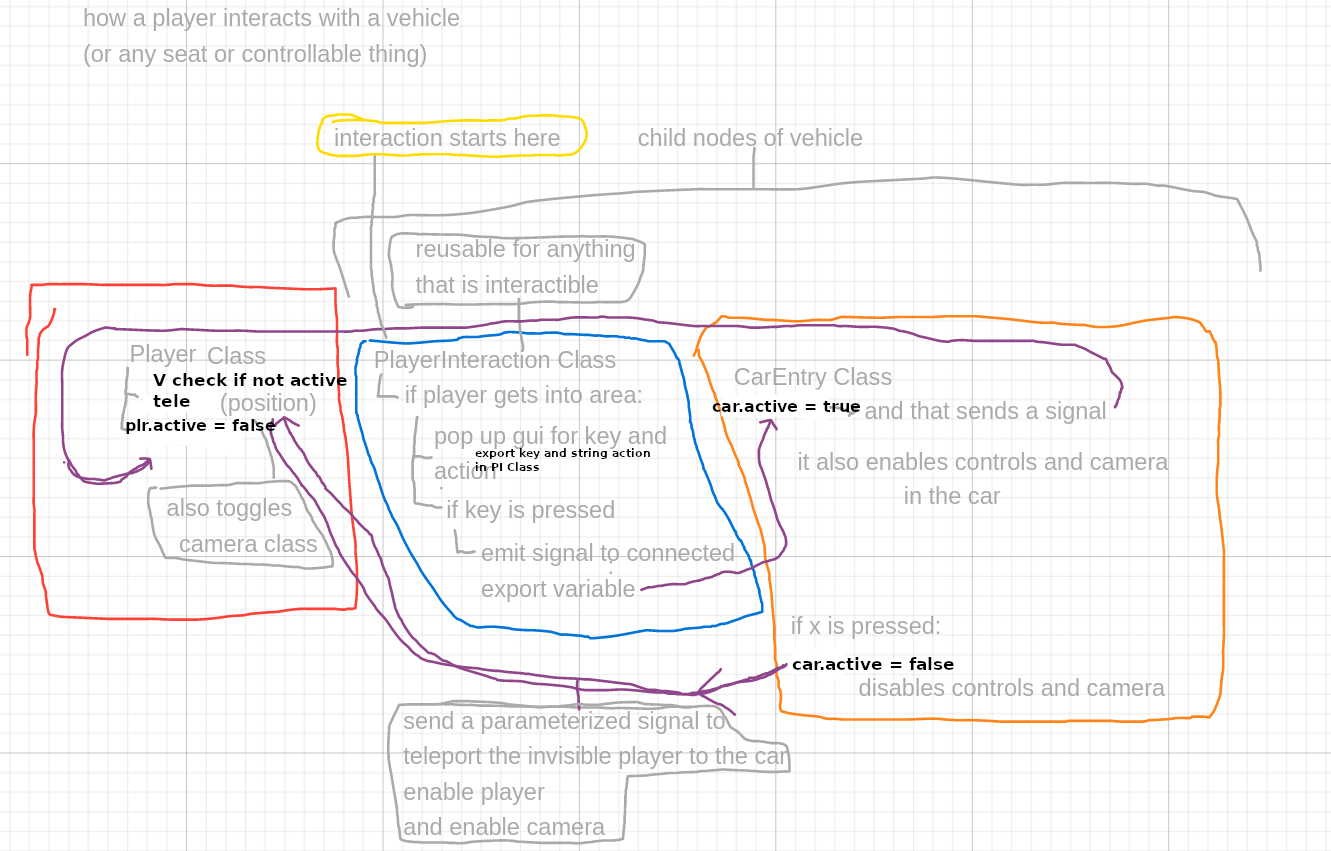 how a player interacts with a vehicle
(or any seat or controllable thing)
interaction starts here
child nodes of vehicle
reusable for anything
that is interactible
Player Class
V check if not active
tele (position)
plr.active = false
also toggles
camera class
PlayerInteraction Class
if player gets into area:
pop up gui for key and
action
export key and string action
in PI Class
if key is pressed
emit signal to connected
export variable
CarEntry Class
car.active = true
and that sends a signal
it also enables controls and camera
in the car
if x is pressed:
car.active = false
disables controls and camera
send a parameterized signal to
teleport the invisible player to the car
enable player
and enable camera